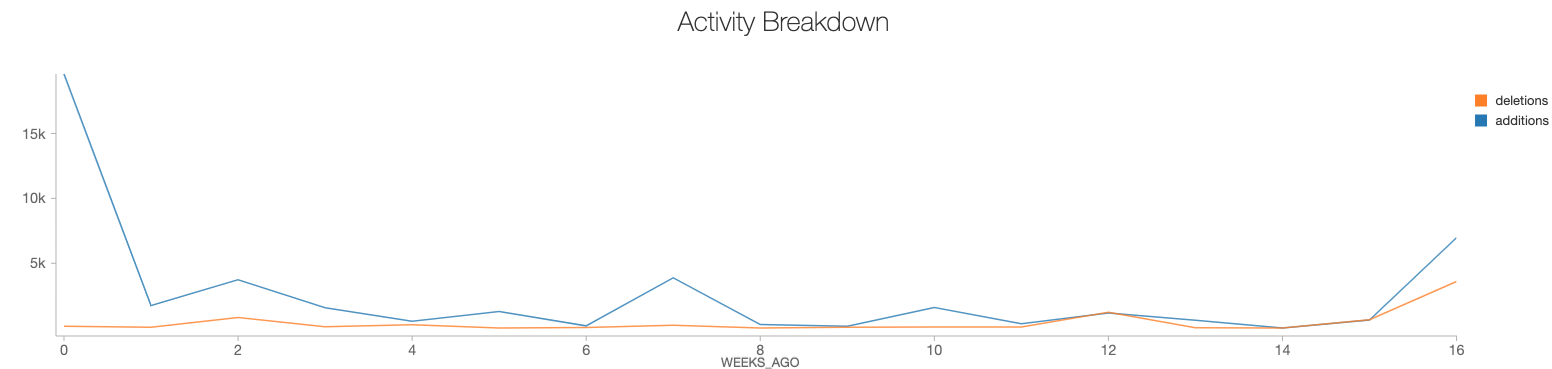 Activity Breakdown
deletions
additions
15k
10k
5k
0 2 4 6 8 10 12 14 16
WEEKS_AGO